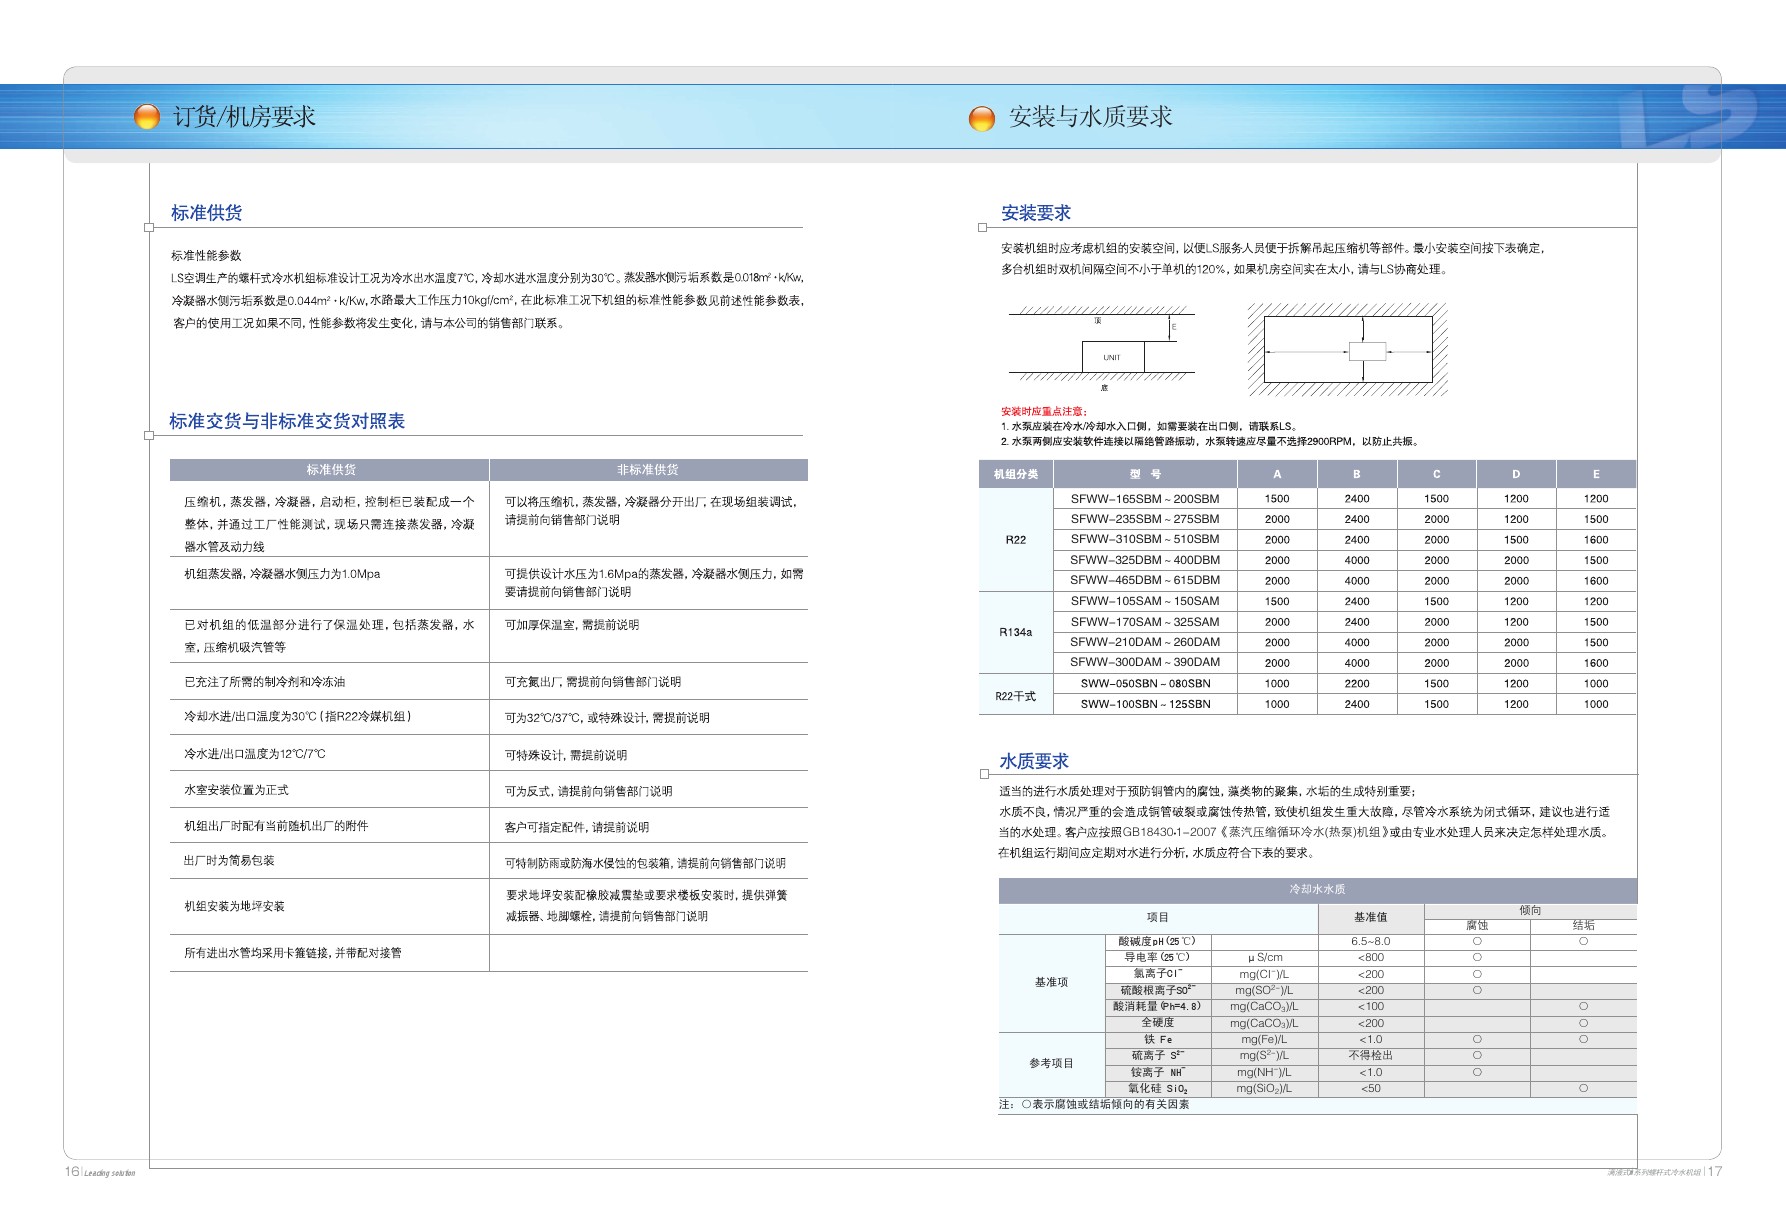 订货/机房要求
安装与水质要求
LS
标准供货
标准性能参数
LS空调生产的螺杆式冷水机组标准设计工况为冷水出水温度7℃, 冷却水进水温度分别为30℃。蒸发器水侧污垢系数是0.018m²·k/Kw,
冷凝器水侧污垢系数是0.044m²·k/Kw, 水路最大工作压力10kgf/cm², 在此标准工况下机组的标准性能参数见前述性能参数表,
客户的使用工况如果不同, 性能参数将发生变化, 请与本公司的销售部门联系。
标准交货与非标准交货对照表
标准供货 非标准供货
压缩机, 蒸发器, 冷凝器, 启动柜, 控制柜已装配成一个
整体, 并通过工厂性能测试, 现场只需连接蒸发器, 冷凝
器水管及动力线
可以将压缩机, 蒸发器, 冷凝器分开出厂, 在现场组装调试,
请提前向销售部门说明
机组蒸发器, 冷凝器水侧压力为1.0Mpa
可提供设计水压为1.6Mpa的蒸发器, 冷凝器水侧压力, 如需
要请提前向销售部门说明
已对机组的低温部分进行了保温处理, 包括蒸发器, 水
室, 压缩机吸汽管等
可加厚保温室, 需提前说明
已充注了所需的制冷剂和冷冻油 可充氮出厂, 需提前向销售部门说明
冷却水进/出口温度为30℃ (指R22冷媒机组) 可为32℃/37℃, 或特殊设计, 需提前说明
冷水进/出口温度为12℃/7℃ 可特殊设计, 需提前说明
水室安装位置为正式 可为反式, 请提前向销售部门说明
机组出厂时配有当前随机出厂的附件 客户可指定配件, 请提前说明
出厂时为简易包装 可特制防雨或防海水侵蚀的包装箱, 请提前向销售部门说明
机组安装为地坪安装
要求地坪安装配橡胶减震垫或要求楼板安装时, 提供弹簧
减振器、地脚螺栓, 请提前向销售部门说明
所有进出水管均采用卡箍链接, 并带配对接管
16 Leading solution
安装要求
安装机组时应考虑机组的安装空间, 以便LS服务人员便于拆解吊起压缩机等部件。最小安装空间按下表确定,
多台机组时双机间隔空间不小于单机的120%, 如果机房空间实在太小, 请与LS协商处理。
顶
E
UNIT
底
安装时应重点注意:
1. 水泵应装在冷水/冷却水入口侧, 如需要装在出口侧, 请联系LS。
2. 水泵两侧应安装软件连接以隔绝管路振动, 水泵转速应尽量不选择2900RPM, 以防止共振。
机组分类 型 号 A B C D E
R22
SFWW-165SBM ~ 200SBM 1500 2400 1500 1200 1200
SFWW-235SBM ~ 275SBM 2000 2400 2000 1200 1500
SFWW-310SBM ~ 510SBM 2000 2400 2000 1500 1600
SFWW-325DBM ~ 400DBM 2000 4000 2000 2000 1500
SFWW-465DBM ~ 615DBM 2000 4000 2000 2000 1600
R134a
SFWW-105SAM ~ 150SAM 1500 2400 1500 1200 1200
SFWW-170SAM ~ 325SAM 2000 2400 2000 1200 1500
SFWW-210DAM ~ 260DAM 2000 4000 2000 2000 1500
SFWW-300DAM ~ 390DAM 2000 4000 2000 2000 1600
R22干式
SWW-050SBN ~ 080SBN 1000 2200 1500 1200 1000
SWW-100SBN ~ 125SBN 1000 2400 1500 1200 1000
水质要求
适当的进行水质处理对于预防铜管内的腐蚀, 藻类物的聚集, 水垢的生成特别重要;
水质不良, 情况严重的会造成铜管破裂或腐蚀传热管, 致使机组发生重大故障, 尽管冷水系统为闭式循环, 建议也进行适
当的水处理。客户应按照GB18430·1-2007《蒸汽压缩循环冷水(热泵)机组》或由专业水处理人员来决定怎样处理水质。
在机组运行期间应定期对水进行分析, 水质应符合下表的要求。
冷却水水质
项目 基准值 倾向
腐蚀 结垢
基准项
酸碱度pH(25℃) 6.5~8.0 ○ ○
导电率(25℃) μS/cm <800 ○
氯离子Cl⁻ mg(Cl⁻)/L <200 ○
硫酸根离子SO²⁻ mg(SO²⁻)/L <200 ○
酸消耗量(Ph=4.8) mg(CaCO₃)/L <100 ○
全硬度 mg(CaCO₃)/L <200 ○
参考项目
铁 Fe mg(Fe)/L <1.0 ○ ○
硫离子 S²⁻ mg(S²⁻)/L 不得检出 ○
铵离子 NH⁻ mg(NH⁻)/L <1.0 ○
氧化硅 SiO₂ mg(SiO₂)/L <50 ○
注: ○表示腐蚀或结垢倾向的有关因素
满液式系列螺杆式冷水机组 17